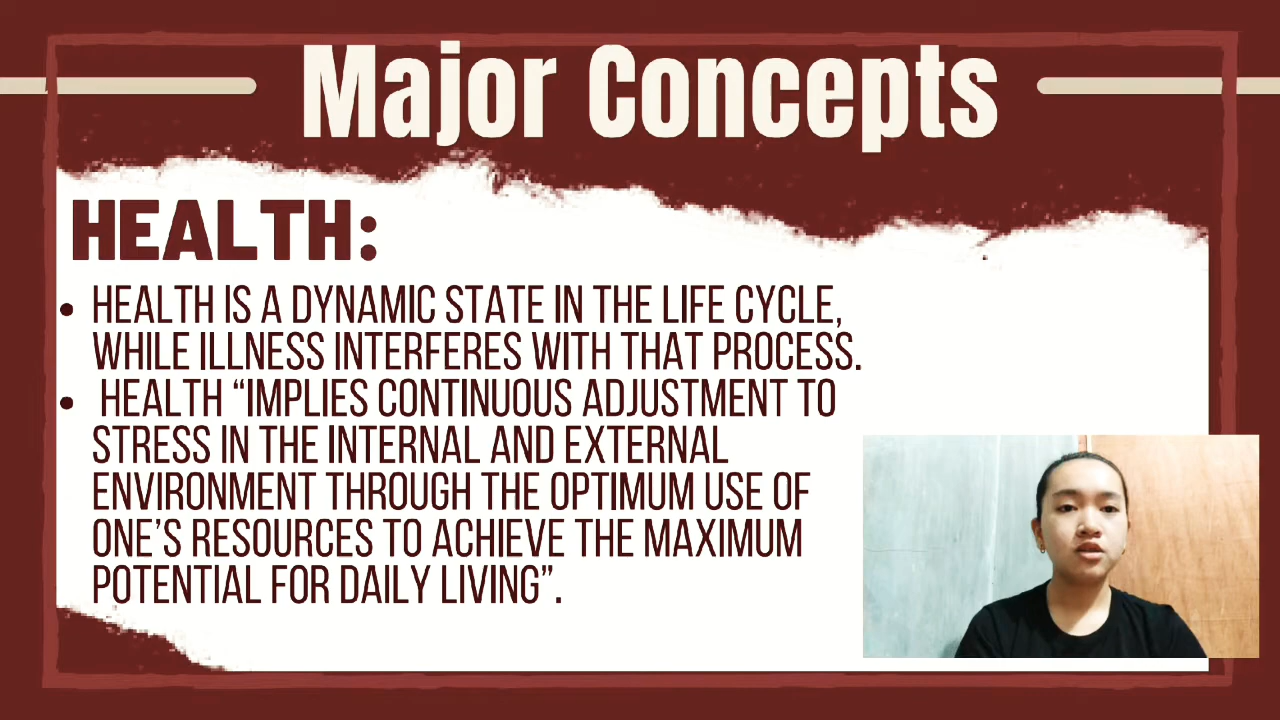 Major Concepts
HEALTH:
• HEALTH IS A DYNAMIC STATE IN THE LIFE CYCLE,
WHILE ILLNESS INTERFERES WITH THAT PROCESS.
• HEALTH “IMPLIES CONTINUOUS ADJUSTMENT TO
STRESS IN THE INTERNAL AND EXTERNAL
ENVIRONMENT THROUGH THE OPTIMUM USE OF
ONE’S RESOURCES TO ACHIEVE THE MAXIMUM
POTENTIAL FOR DAILY LIVING”.